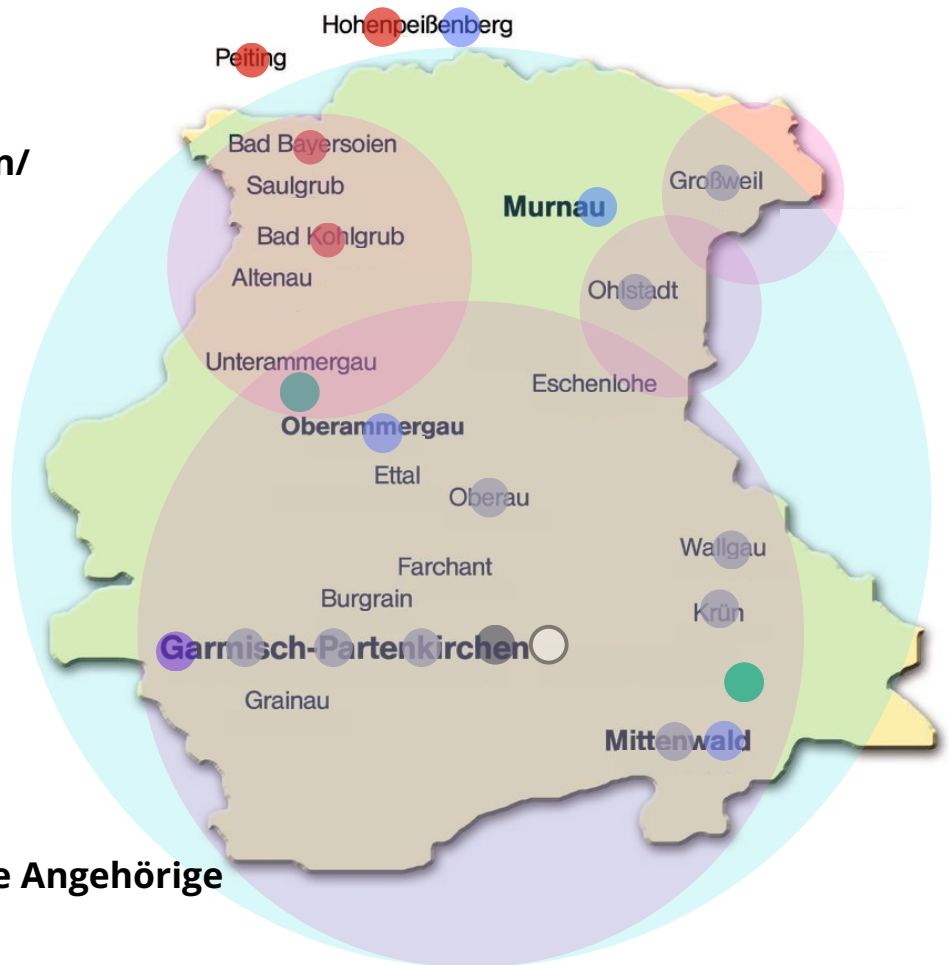 Hohenpeißenberg
Peiting
Bad Bayersoien
n/
Saulgrub
Großweil
Murnau
Bad Kohlgrub
Altenau
Ohlstadt
Unterammergau
Eschenlohe
Oberammergau
Ettal
Oberau
Wallgau
Farchant
Burgrain
Krün
Garmisch-Partenkirchen
Grainau
Mittenwald
e Angehörige